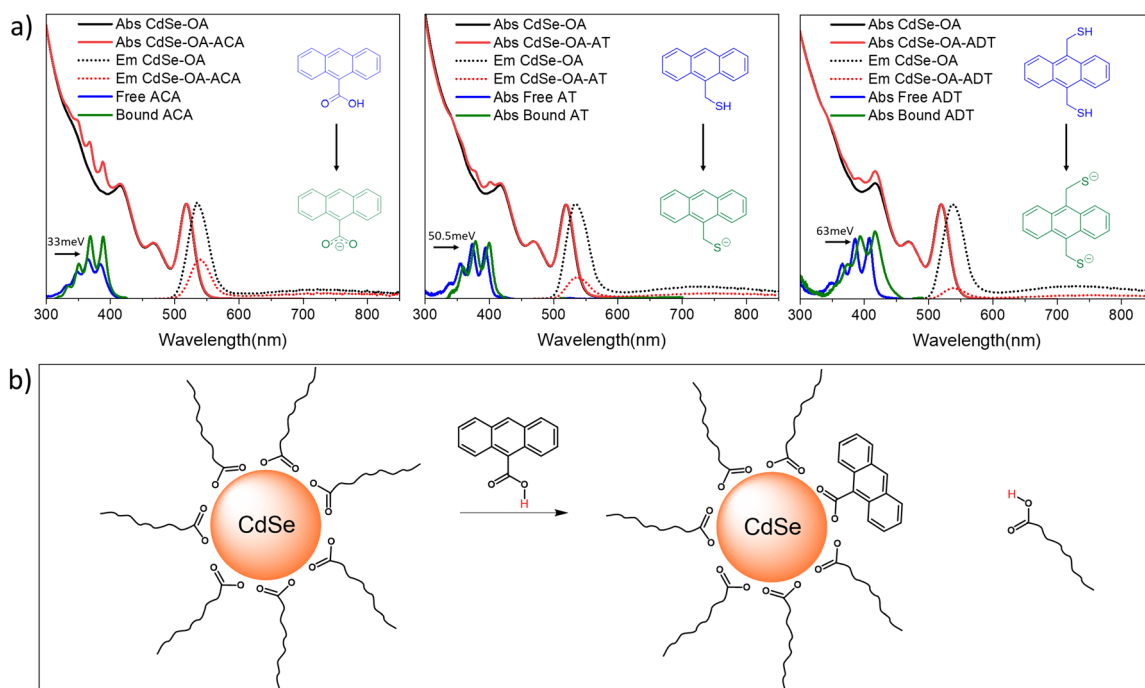 a)
Abs CdSe-OA
Abs CdSe-OA-ACA
Em CdSe-OA
Em CdSe-OA-ACA
Free ACA
Bound ACA
O
OH
O
O
⊖
33meV
300 400 500 600 700 800
Wavelength(nm)
Abs CdSe-OA
Abs CdSe-OA-AT
Em CdSe-OA
Em CdSe-OA-AT
Abs Free AT
Abs Bound AT
SH
S⊖
50.5meV
300 400 500 600 700 800
Wavelength(nm)
Abs CdSe-OA
Abs CdSe-OA-ADT
Em CdSe-OA
Em CdSe-OA-ADT
Abs Free ADT
Abs Bound ADT
SH
SH
S⊖
S⊖
63meV
300 400 500 600 700 800
Wavelength(nm)
b)
O O
O O
O O
O O
O O
O O
O O
CdSe
O O
H
O O
O O
O O
O O
O O
O O
O O
CdSe
H
O
O